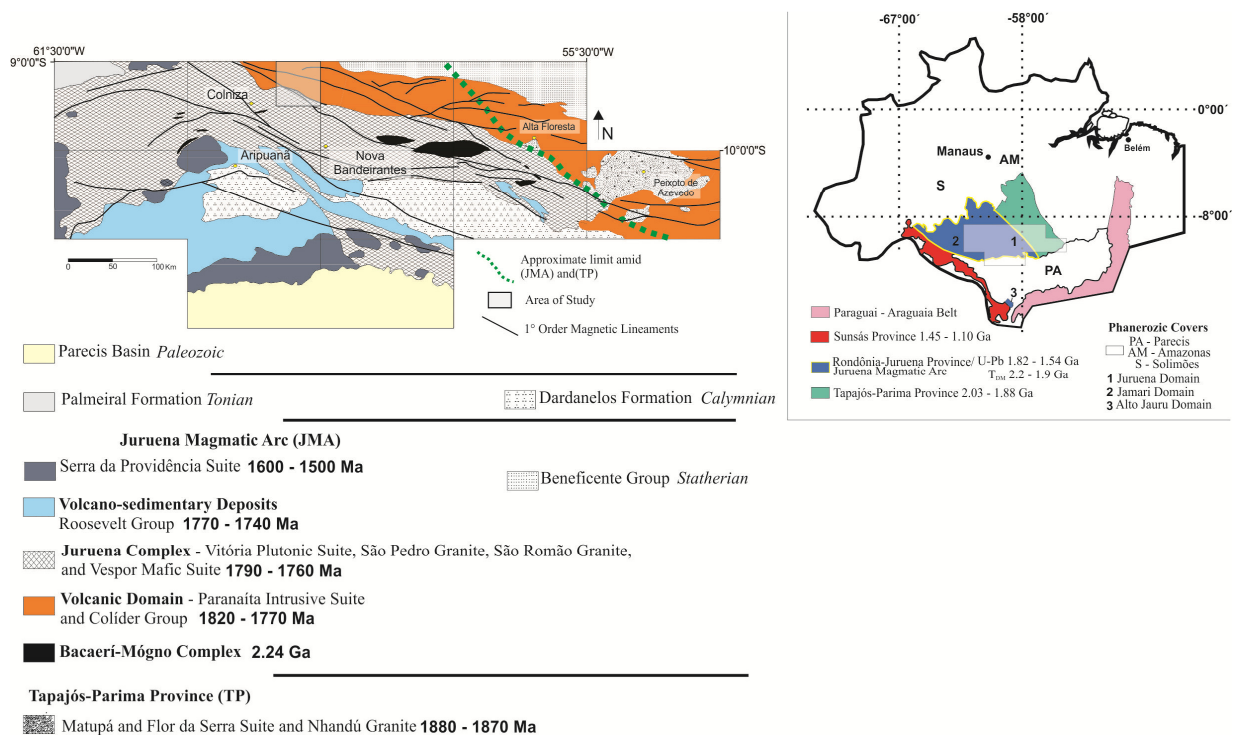 61°30'0"W
55°30'0"W
9°0'0"S
10°0'0"S
Colniza
Alta Floresta
N
Aripuanã
Nova
Bandeirantes
Peixoto de
Azevedo
0 50 100 Km
Approximate limit amid
(JMA) and(TP)
Area of Study
1° Order Magnetic Lineaments
Parecis Basin Paleozoic
Palmeiral Formation Tonian
Dardanelos Formation Calymnian
Juruena Magmatic Arc (JMA)
Serra da Providência Suite 1600 - 1500 Ma
Beneficente Group Statherian
Volcano-sedimentary Deposits
Roosevelt Group 1770 - 1740 Ma
Juruena Complex - Vitória Plutonic Suite, São Pedro Granite, São Romão Granite,
and Vespor Mafic Suite 1790 - 1760 Ma
Volcanic Domain - Paranaíta Intrusive Suite
and Colíder Group 1820 - 1770 Ma
Bacaerí-Mógno Complex 2.24 Ga
Tapajós-Parima Province (TP)
Matupá and Flor da Serra Suite and Nhandú Granite 1880 - 1870 Ma
-67°00´
-58°00´
0°00´
-8°00´
Manaus
AM
Belém
S
2
1
PA
3
Paraguai - Araguaia Belt
Sunsás Province 1.45 - 1.10 Ga
Rondônia-Juruena Province/ U-Pb 1.82 - 1.54 Ga
Juruena Magmatic Arc TDM 2.2 - 1.9 Ga
Tapajós-Parima Province 2.03 - 1.88 Ga
Phanerozic Covers
PA - Parecis
AM - Amazonas
S - Solimões
1 Juruena Domain
2 Jamari Domain
3 Alto Jauru Domain